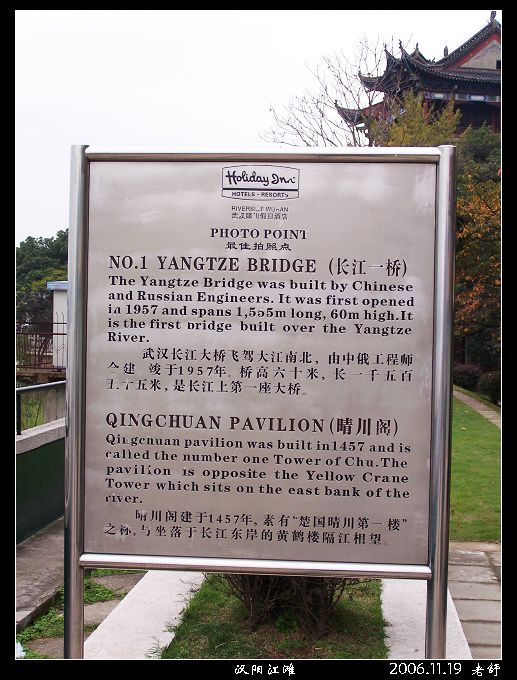 Holiday Inn
HOTELS · RESORTS
RIVERSIDE WUHAN
武汉晴川假日酒店
PHOTO POINT
最佳拍照点
NO.1 YANGTZE BRIDGE (长江一桥)
The Yangtze Bridge was built by Chinese
and Russian Engineers. It was first opened
in 1957 and spans 1,555m long, 60m high. It
is the first bridge built over the Yangtze
River.
武汉长江大桥飞驾大江南北，由中俄工程师
合建 竣于1957年。桥高六十米，长一千五百
五十五米，是长江上第一座大桥。
QINGCHUAN PAVILION (晴川阁)
Qingchuan pavilion was built in 1457 and is
called the number one Tower of Chu. The
pavilion is opposite the Yellow Crane
Tower which sits on the east bank of the
river.
晴川阁建于1457年，素有“楚国晴川第一楼”
之称，与坐落于长江东岸的黄鹤楼隔江相望。
汉阳江滩
2006.11.19 老舒